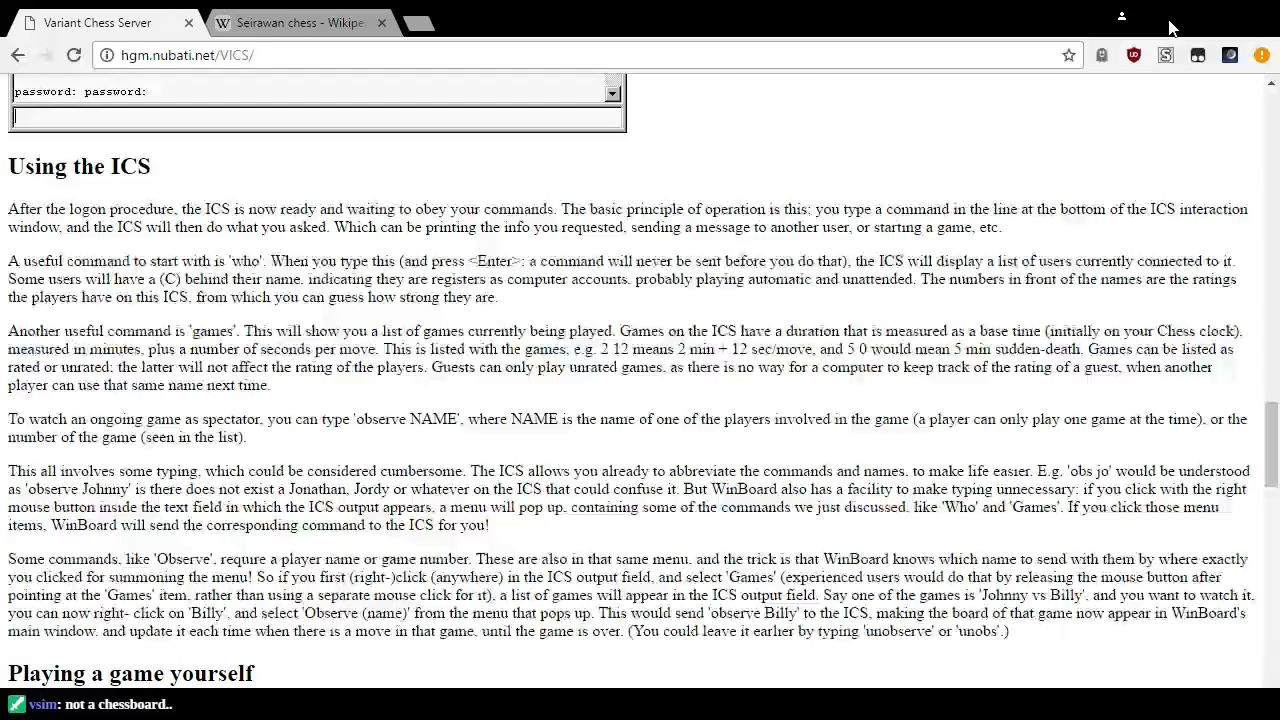 Variant Chess Server
Seirawan chess - Wikipe
hgm.nubati.net/VICS/
password: password:
Using the ICS
After the logon procedure, the ICS is now ready and waiting to obey your commands. The basic principle of operation is this: you type a command in the line at the bottom of the ICS interaction
window, and the ICS will then do what you asked. Which can be printing the info you requested, sending a message to another user, or starting a game, etc.
A useful command to start with is 'who'. When you type this (and press <Enter>: a command will never be sent before you do that), the ICS will display a list of users currently connected to it.
Some users will have a (C) behind their name, indicating they are registers as computer accounts, probably playing automatic and unattended. The numbers in front of the names are the ratings
the players have on this ICS, from which you can guess how strong they are.
Another useful command is 'games'. This will show you a list of games currently being played. Games on the ICS have a duration that is measured as a base time (initially on your Chess clock),
measured in minutes, plus a number of seconds per move. This is listed with the games, e.g. 2 12 means 2 min + 12 sec/move, and 5 0 would mean 5 min sudden-death. Games can be listed as
rated or unrated; the latter will not affect the rating of the players. Guests can only play unrated games, as there is no way for a computer to keep track of the rating of a guest, when another
player can use that same name next time.
To watch an ongoing game as spectator, you can type 'observe NAME', where NAME is the name of one of the players involved in the game (a player can only play one game at the time), or the
number of the game (seen in the list).
This all involves some typing, which could be considered cumbersome. The ICS allows you already to abbreviate the commands and names, to make life easier. E.g. 'obs jo' would be understood
as 'observe Johnny' is there does not exist a Jonathan, Jordy or whatever on the ICS that could confuse it. But WinBoard also has a facility to make typing unnecessary: if you click with the right
mouse button inside the text field in which the ICS output appears, a menu will pop up, containing some of the commands we just discussed, like 'Who' and 'Games'. If you click those menu
items, WinBoard will send the corresponding command to the ICS for you!
Some commands, like 'Observe', requre a player name or game number. These are also in that same menu, and the trick is that WinBoard knows which name to send with them by where exactly
you clicked for summoning the menu! So if you first (right-)click (anywhere) in the ICS output field, and select 'Games' (experienced users would do that by releasing the mouse button after
pointing at the 'Games' item, rather than using a separate mouse click for it), a list of games will appear in the ICS output field. Say one of the games is 'Johnny vs Billy', and you want to watch it,
you can now right- click on 'Billy', and select 'Observe (name)' from the menu that pops up. This would send 'observe Billy' to the ICS, making the board of that game now appear in WinBoard's
main window, and update it each time when there is a move in that game, until the game is over. (You could leave it earlier by typing 'unobserve' or 'unobs'.)
Playing a game yourself
vsim: not a chessboard..